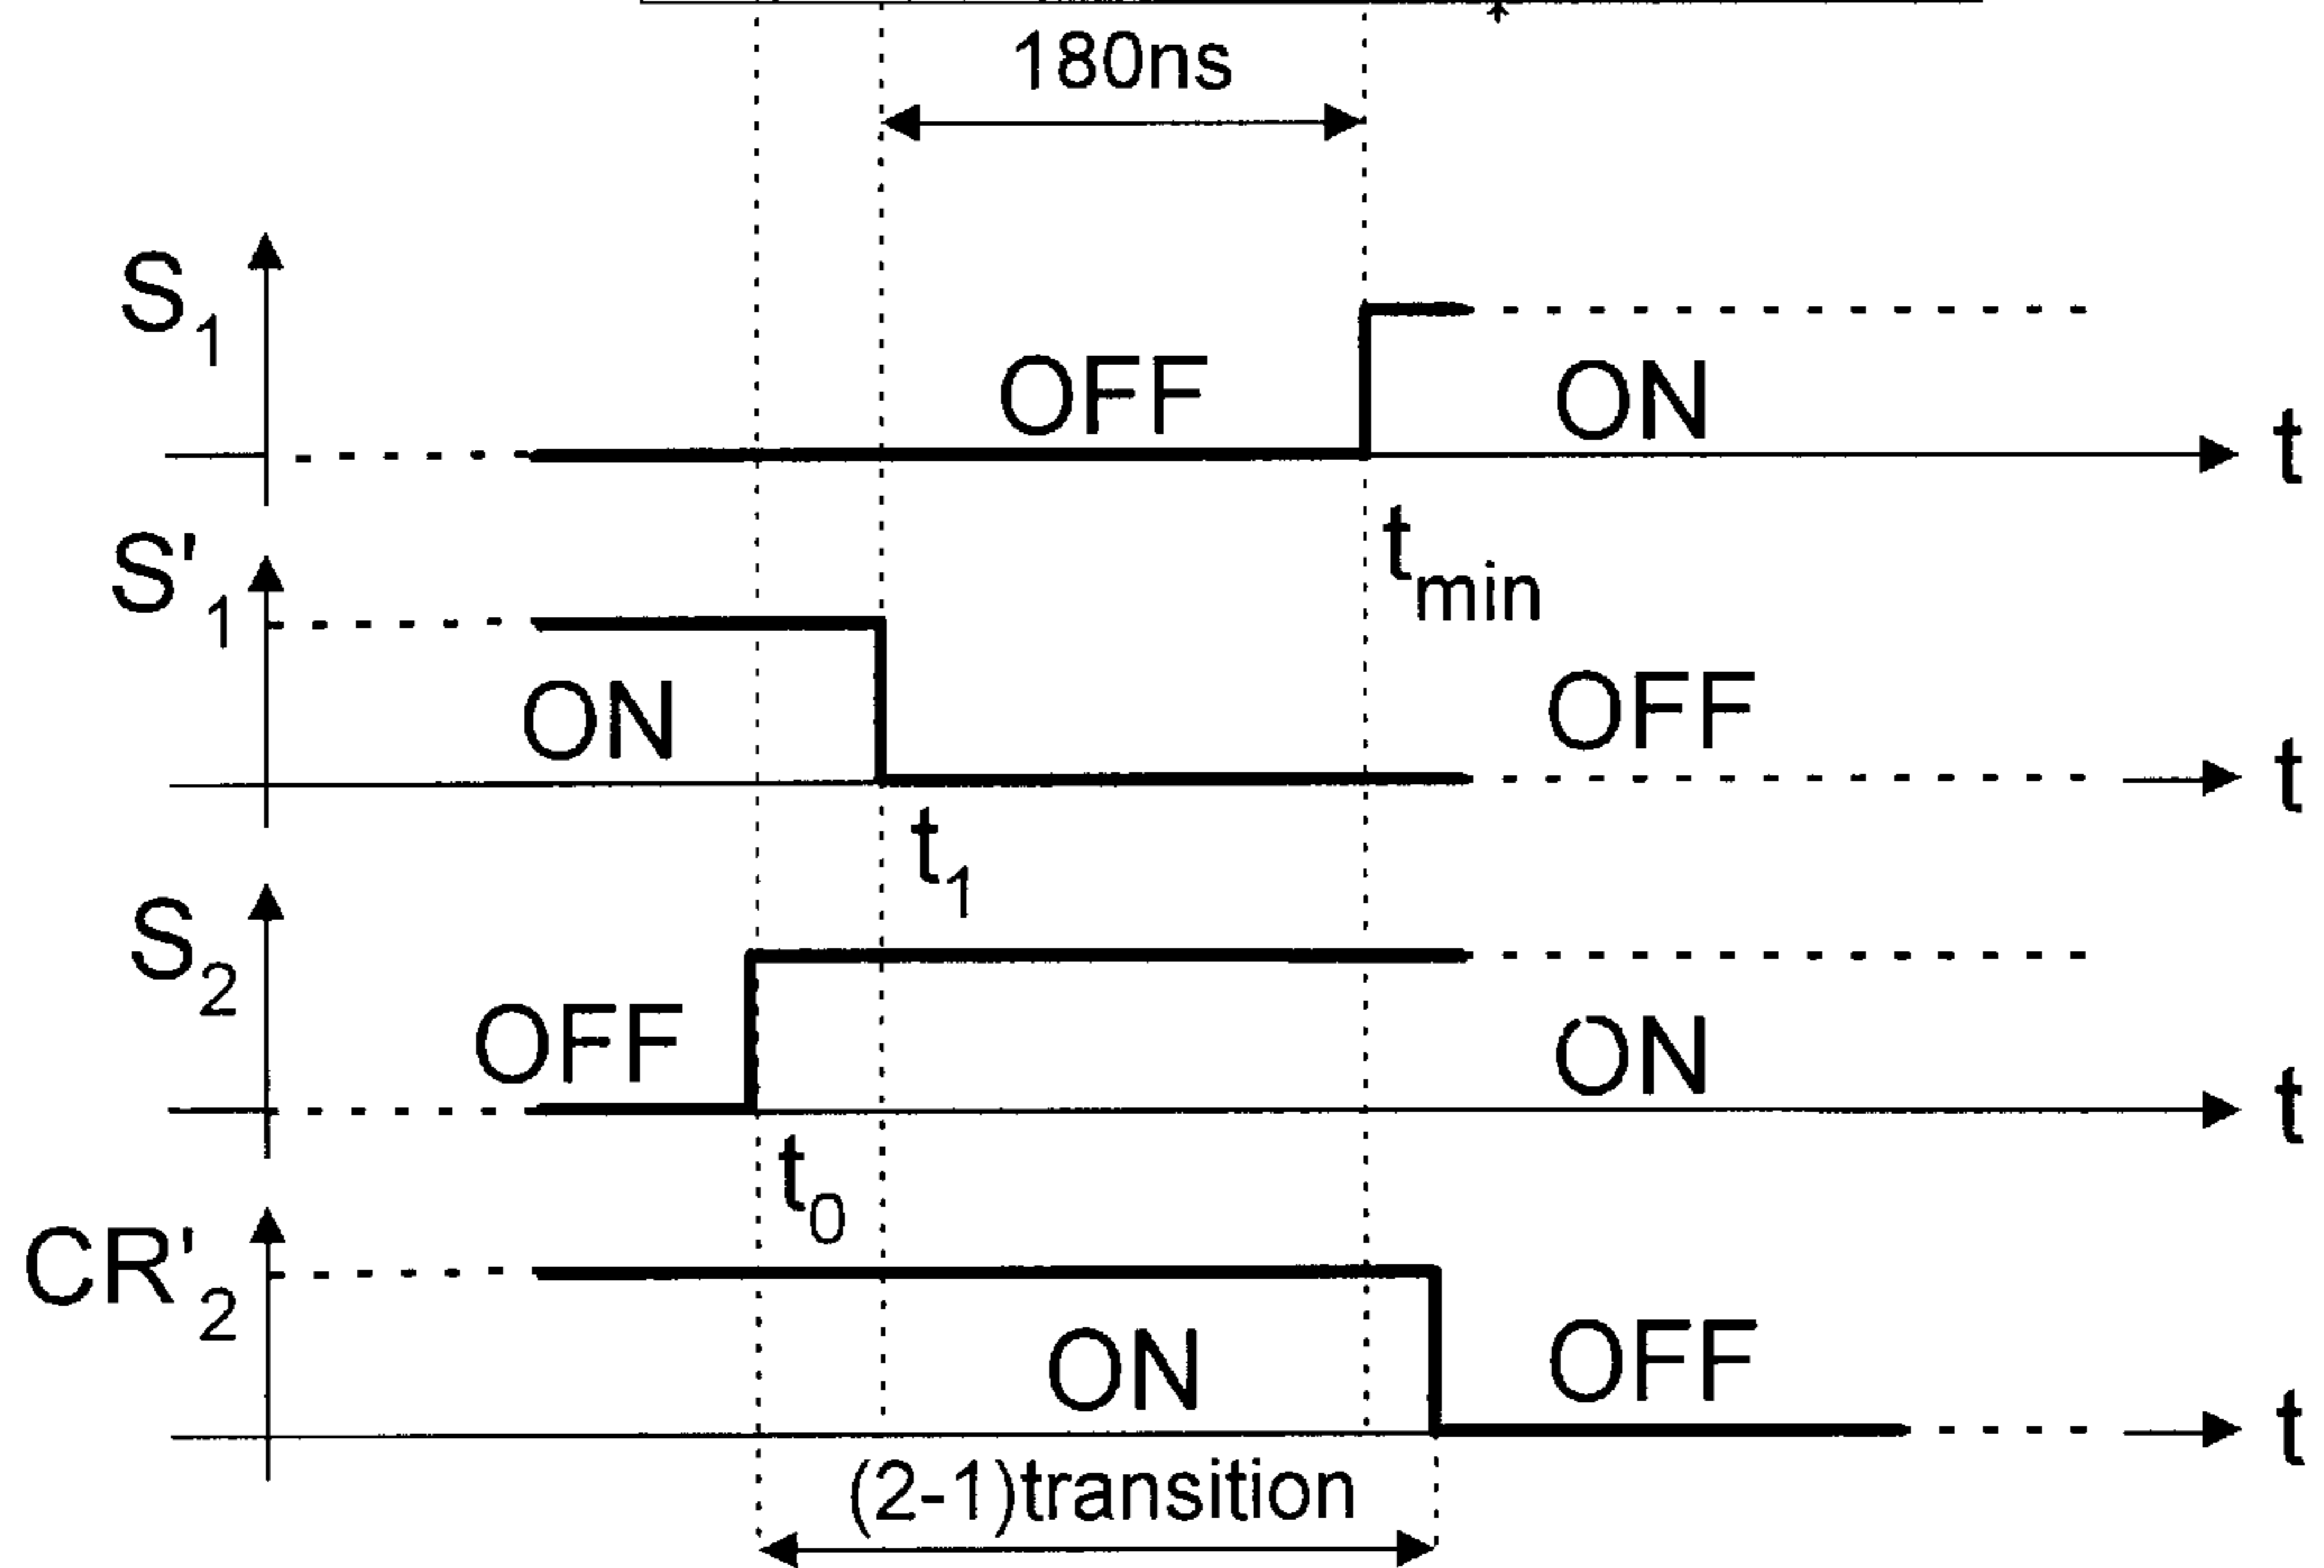 180ns
S1
OFF
ON
t
tmin
S'1
ON
OFF
t
t1
S2
OFF
ON
t
t0
CR'2
ON
OFF
t
(2-1)transition